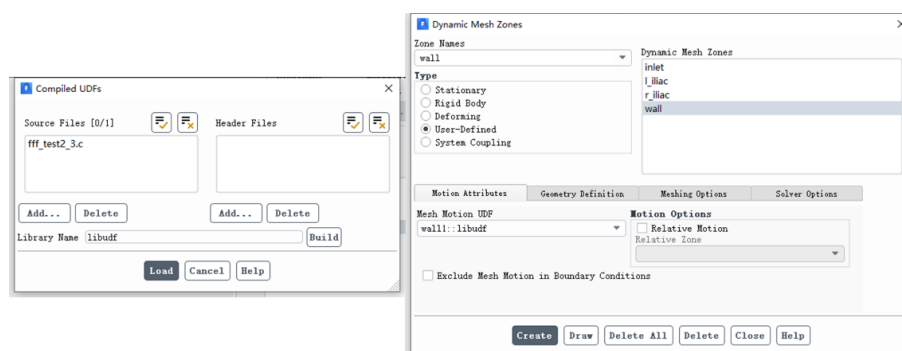 Compiled UDFs
Source Files [0/1]
Header Files
fff_test2_3.c
Add... Delete
Add... Delete
Library Name libudf Build
Load Cancel Help
Dynamic Mesh Zones
Zone Names
wall
Type
Stationary
Rigid Body
Deforming
User-Defined
System Coupling
Dynamic Mesh Zones
inlet
l_iliac
r_iliac
wall
Motion Attributes Geometry Definition Meshing Options Solver Options
Mesh Motion UDF
wall1::libudf
Motion Options
Relative Motion
Relative Zone
Exclude Mesh Motion in Boundary Conditions
Create Draw Delete All Delete Close Help